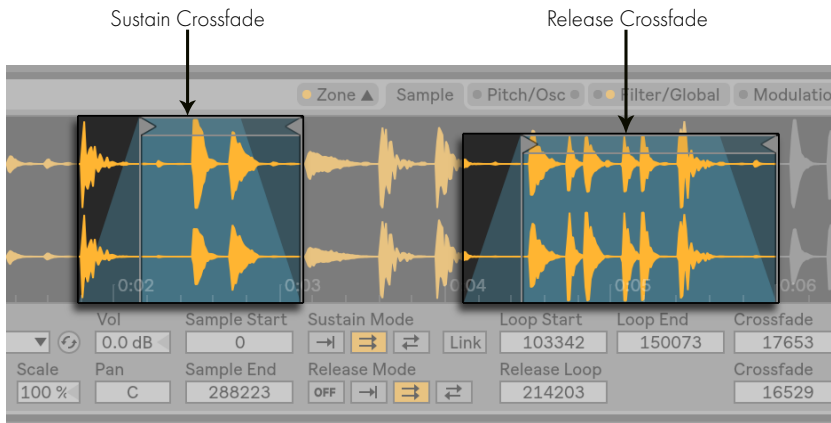 Sustain Crossfade Release Crossfade
Zone Sample Pitch/Osc Filter/Global Modulatio
0:02 0:03 0:04 0:05 0:06
Vol Sample Start Sustain Mode Loop Start Loop End Crossfade
0.0 dB 0 Link 103342 150073 17653
Scale Pan Sample End Release Mode Release Loop Crossfade
100 % C 288223 OFF 214203 16529